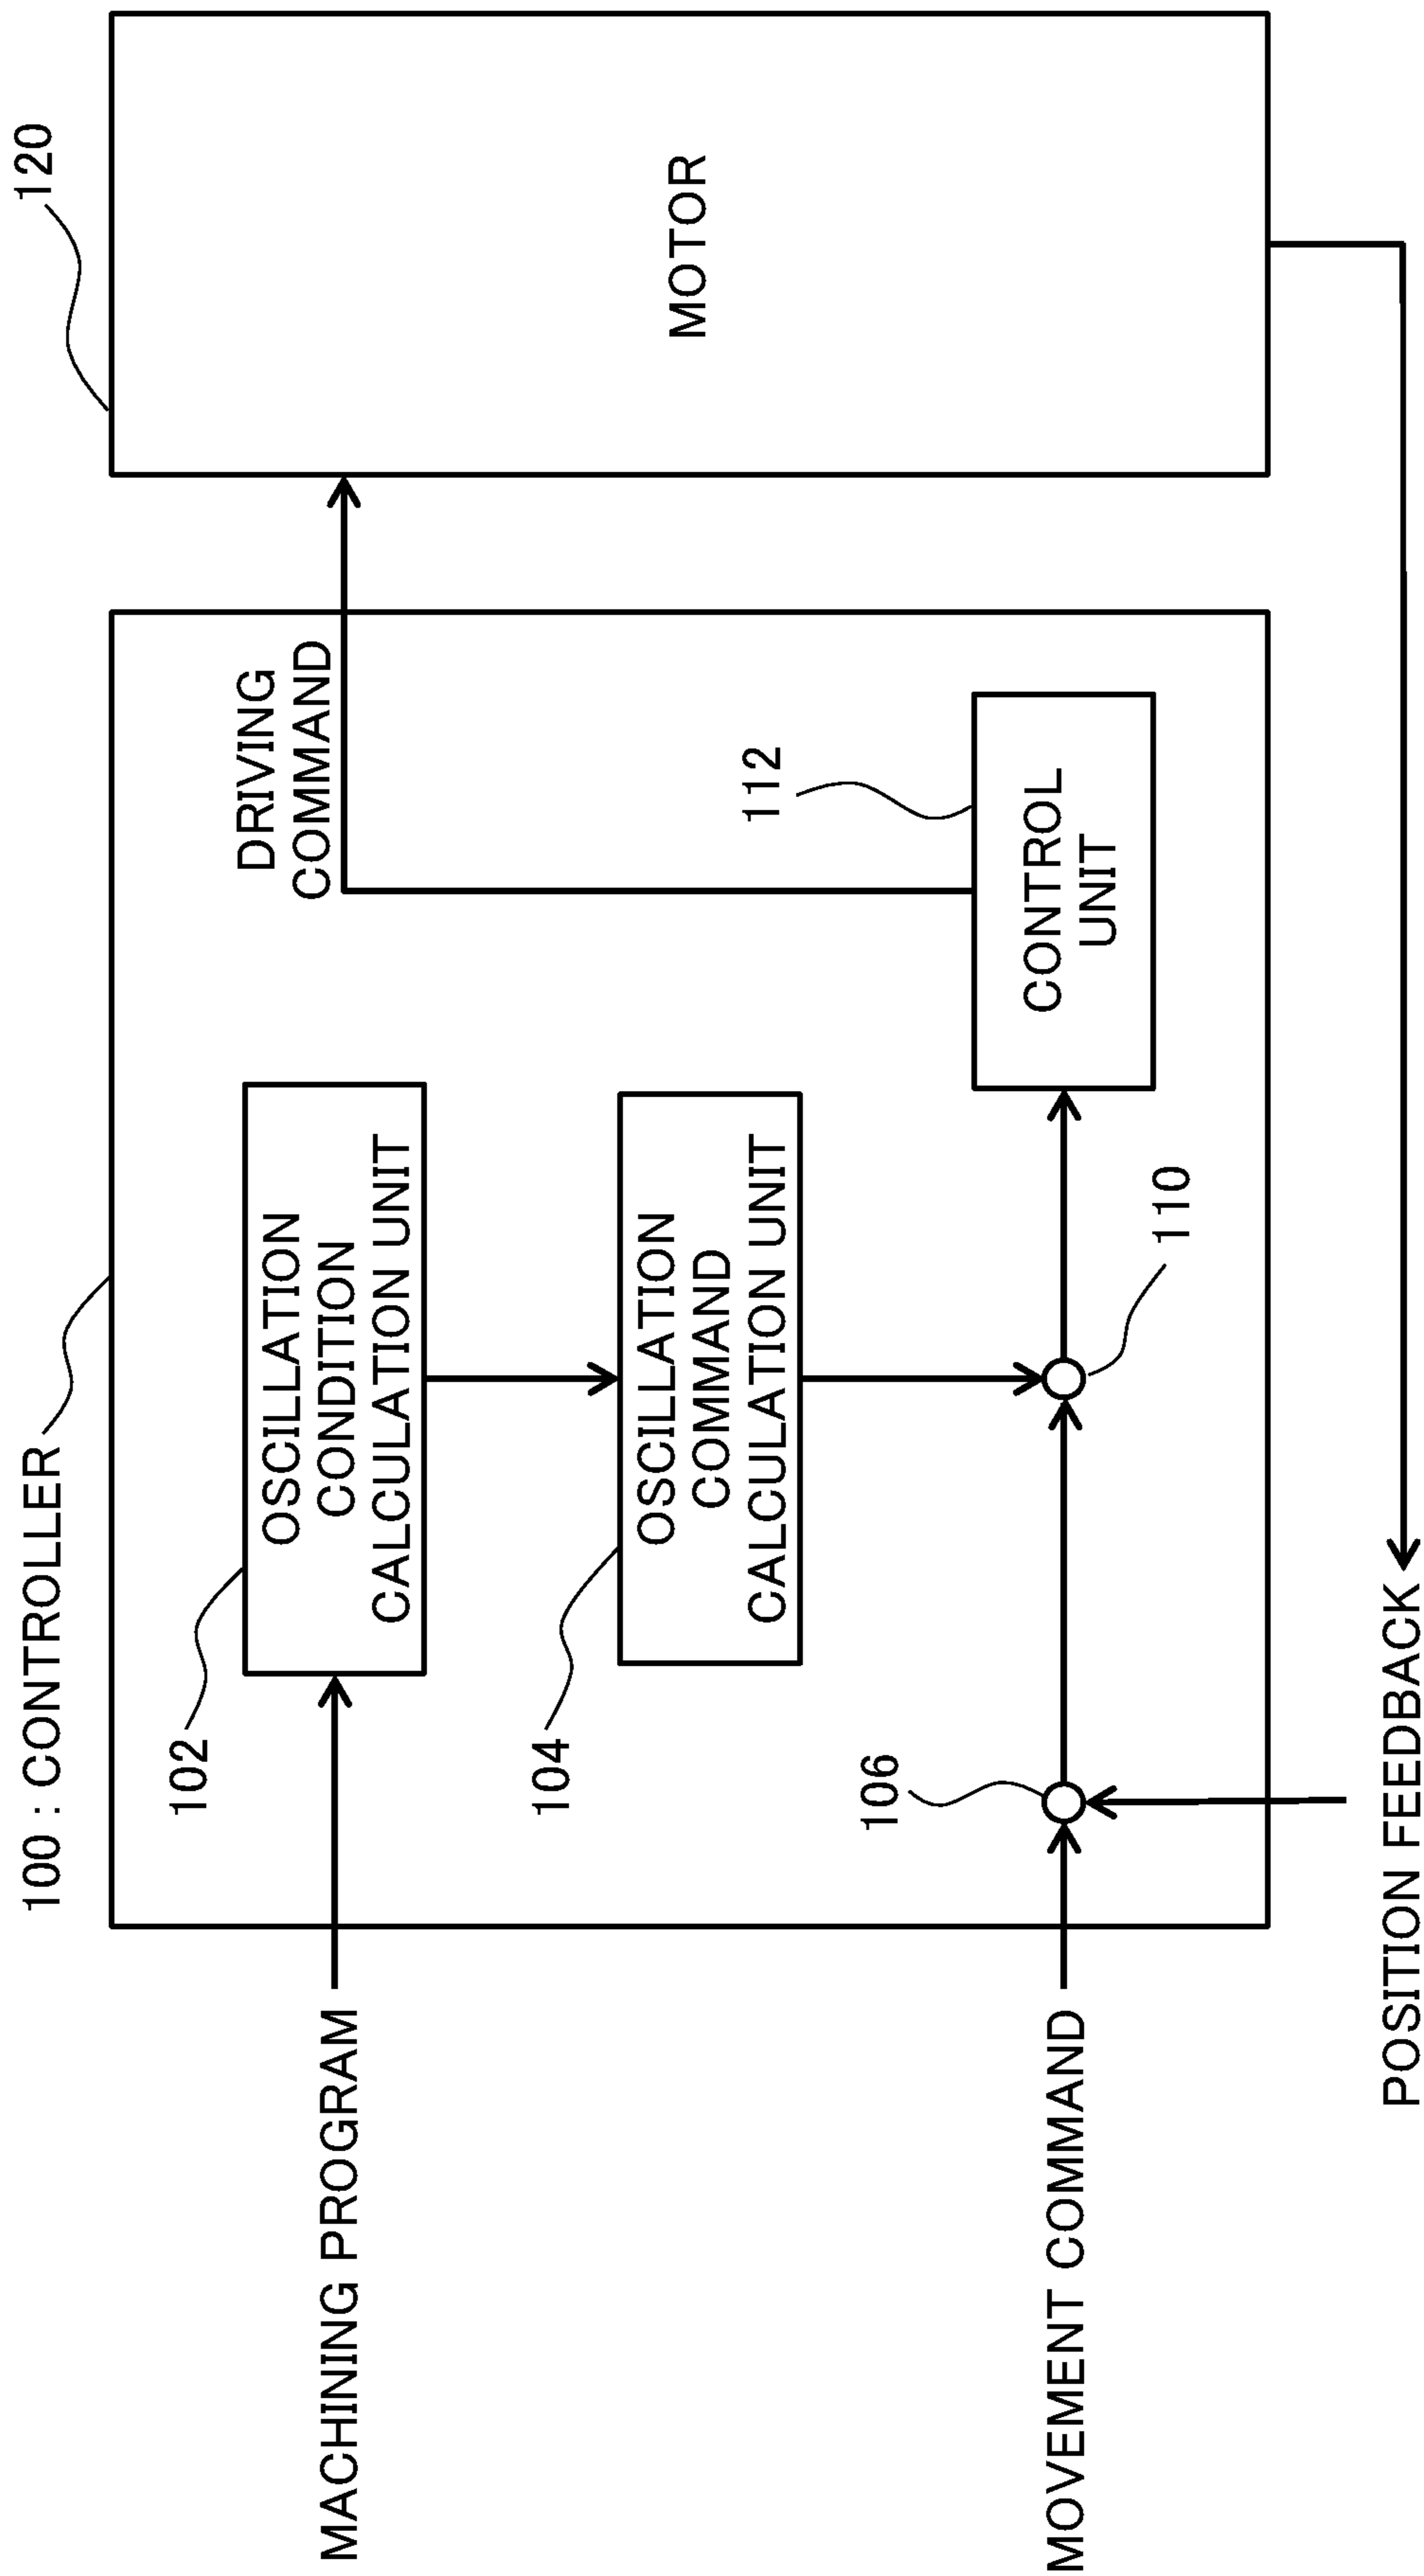 100 : CONTROLLER
120
MACHINING PROGRAM
102
OSCILLATION
CONDITION
CALCULATION UNIT
DRIVING
COMMAND
MOTOR
104
OSCILLATION
COMMAND
CALCULATION UNIT
112
106
MOVEMENT COMMAND
110
CONTROL
UNIT
POSITION FEEDBACK